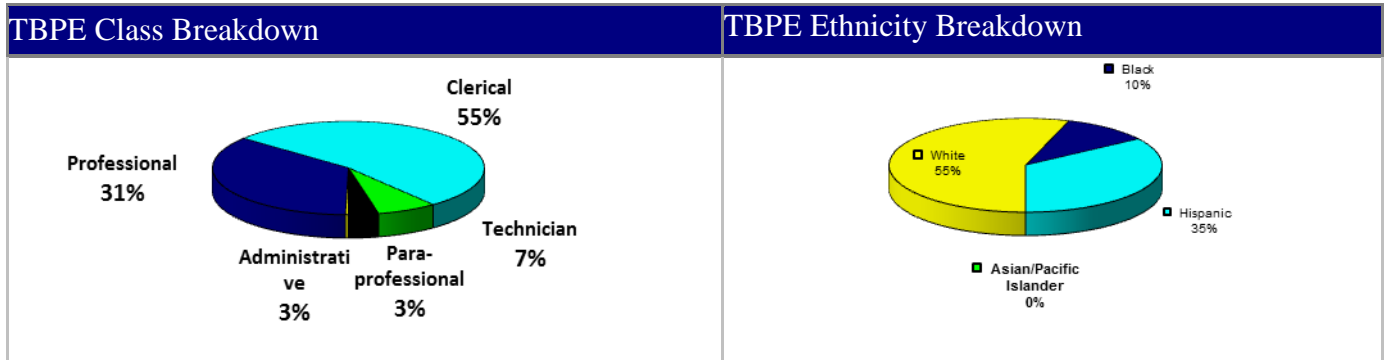 TBPE Class Breakdown
Clerical
55%
Professional
31%
Technician
7%
Para-
professional
3%
Administrati
ve
3%
TBPE Ethnicity Breakdown
Black
10%
White
55%
Hispanic
35%
Asian/Pacific
Islander
0%